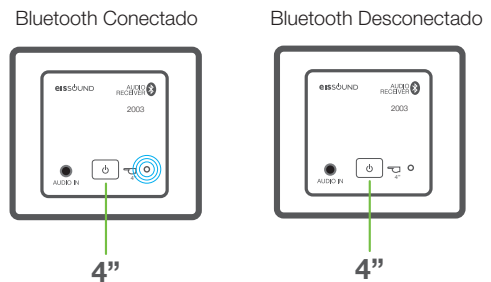 Bluetooth Conectado
EISSOUND
AUDIO
RECEIVER
2003
AUDIO IN
4"
4”
Bluetooth Desconectado
EISSOUND
AUDIO
RECEIVER
2003
AUDIO IN
4"
4”